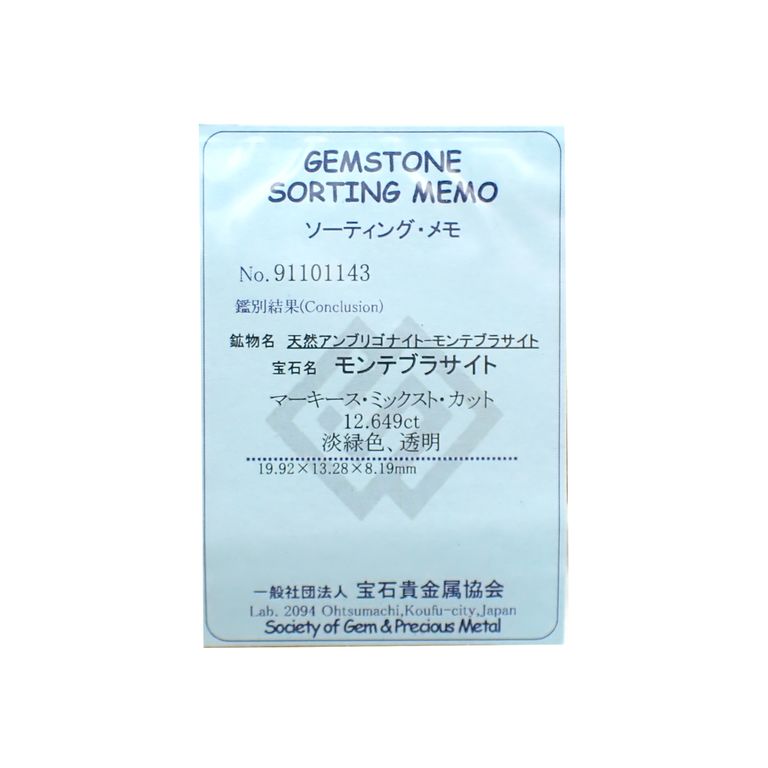 GEMSTONE
SORTING MEMO
ソーティング・メモ
No. 91101143
鑑別結果(Conclusion)
鉱物名 天然アンブリゴナイト-モンテブラサイト
宝石名 モンテブラサイト
マーキース・ミックスト・カット
12.649ct
淡緑色、透明
19.92×13.28×8.19mm
一般社団法人 宝石貴金属協会
Lab. 2094 Ohtsumachi,Koufu-city,Japan
Society of Gem & Precious Metal